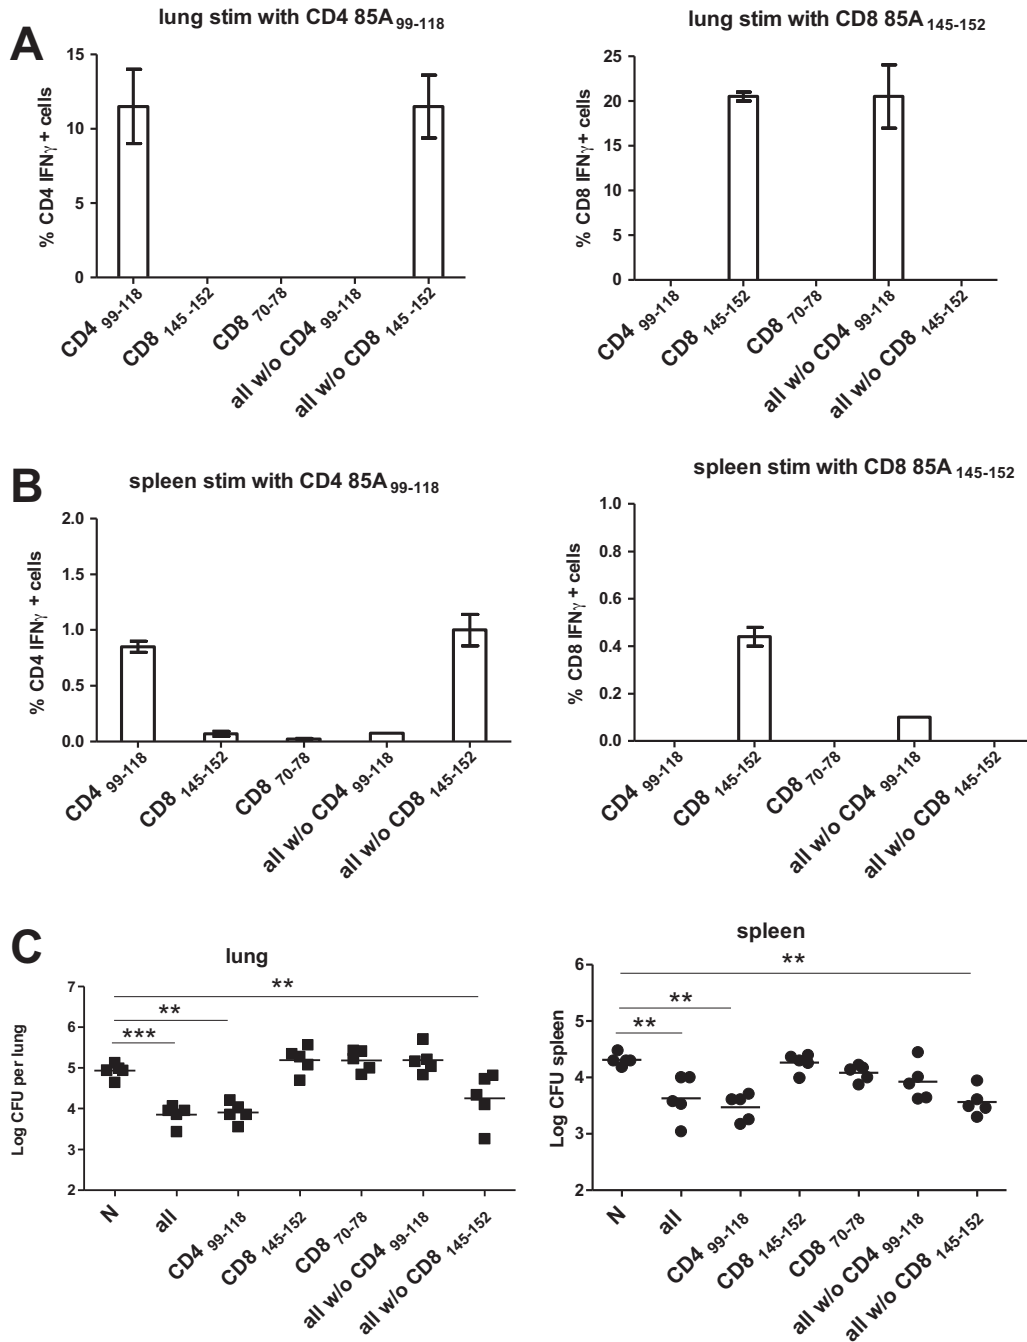 A
lung stim with CD4 85A 99-118
% CD4 IFNγ + cells
15
10
5
0
CD4 99-118
CD8 145 -152
CD8 70-78
all w/o CD4 99-118
all w/o CD8 145 -152
lung stim with CD8 85A 145-152
% CD8 IFNγ + cells
25
20
15
10
5
0
CD4 99-118
CD8 145-152
CD8 70-78
all w/o CD4 99-118
all w/o CD8 145-152
B
spleen stim with CD4 85A 99-118
% CD4 IFNγ + cells
2.0
1.5
1.0
0.5
0.0
CD4 99-118
CD8 145-152
CD8 70-78
all w/o CD4 99-118
all w/o CD8 145-152
spleen stim with CD8 85A 145-152
% CD8 IFNγ + cells
1.0
0.8
0.6
0.4
0.2
0.0
CD4 99-118
CD8 145-152
CD8 70-78
all w/o CD4 99-118
all w/o CD8 145-152
C
lung
Log CFU per lung
7
6
5
4
3
2
**
**
***
N
all
CD4 99-118
CD8 145-152
CD8 70-78
all w/o CD4 99-118
all w/o CD8 145-152
spleen
Log CFU spleen
6
5
4
3
2
**
**
**
N
all
CD4 99-118
CD8 145-152
CD8 70-78
all w/o CD4 99-118
all w/o CD8 145-152